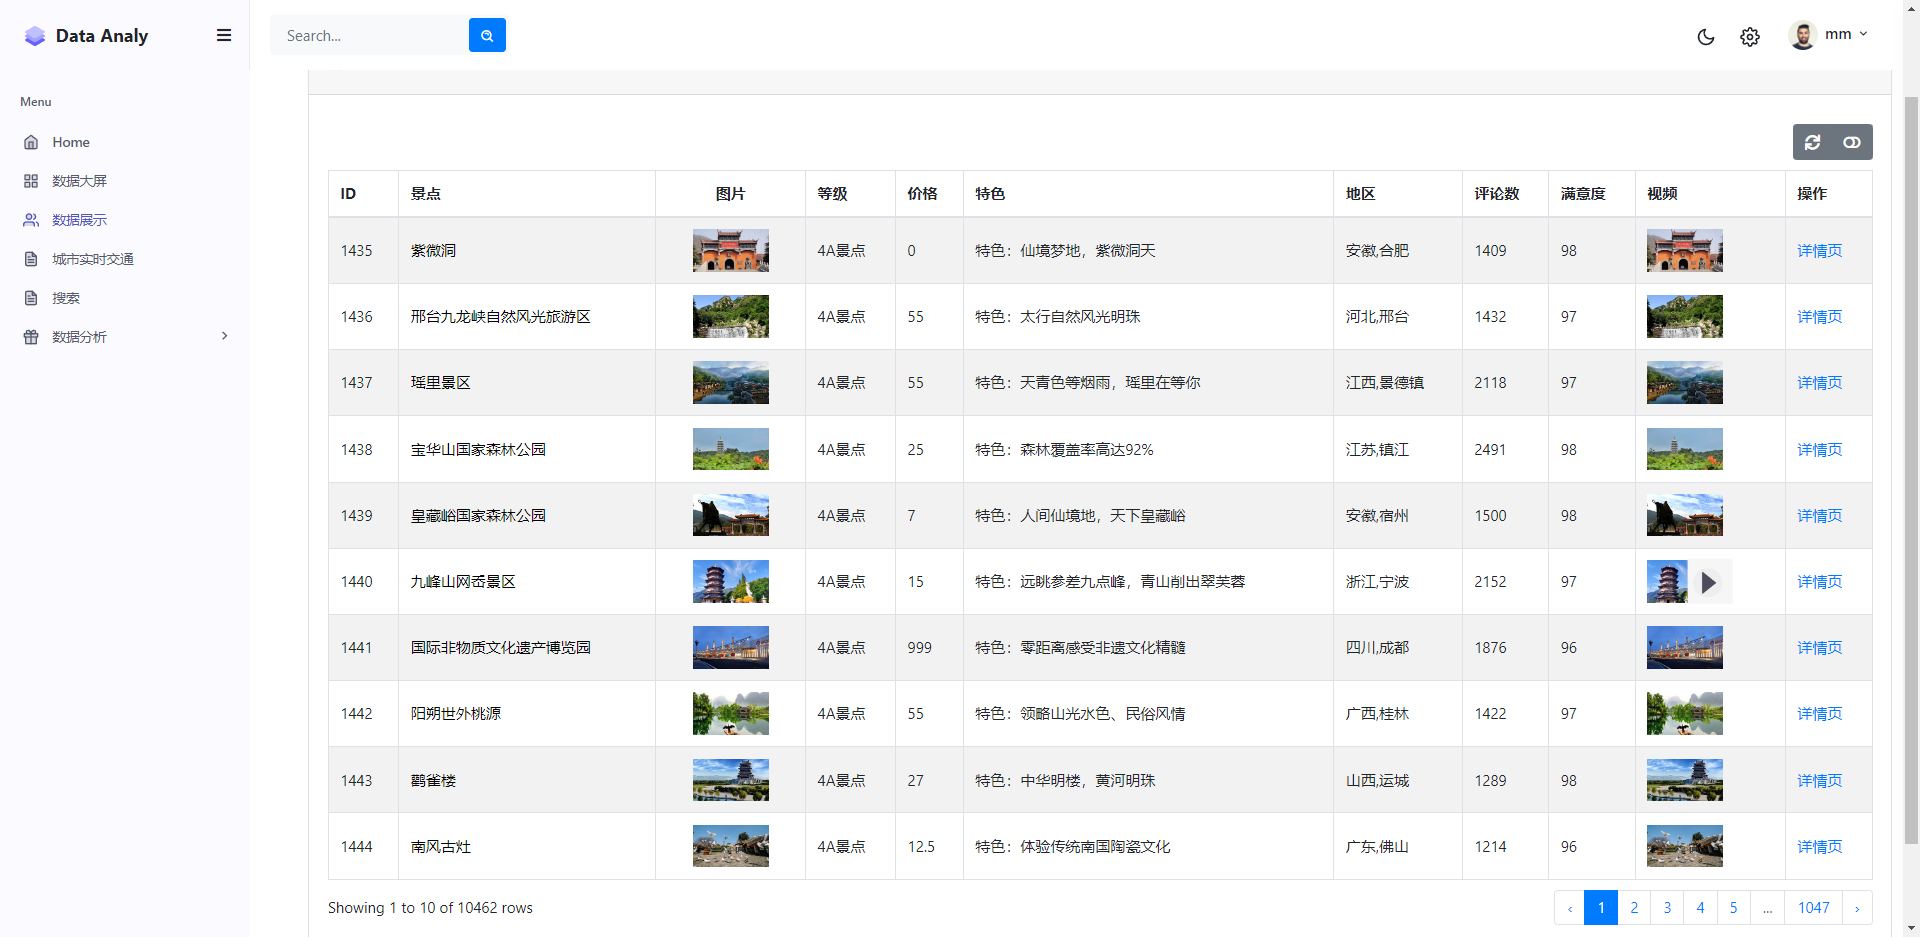 Data Analy
Search...
mm
Menu
Home
数据大屏
数据展示
城市实时交通
搜索
数据分析
ID 景点 图片 等级 价格 特色 地区 评论数 满意度 视频 操作
1435 紫微洞 4A景点 0 特色：仙境梦地，紫微洞天 安徽,合肥 1409 98 详情页
1436 邢台九龙峡自然风光旅游区 4A景点 55 特色：太行自然风光明珠 河北,邢台 1432 97 详情页
1437 瑶里景区 4A景点 55 特色：天青色等烟雨，瑶里在等你 江西,景德镇 2118 97 详情页
1438 宝华山国家森林公园 4A景点 25 特色：森林覆盖率高达92% 江苏,镇江 2491 98 详情页
1439 皇藏峪国家森林公园 4A景点 7 特色：人间仙境地，天下皇藏峪 安徽,宿州 1500 98 详情页
1440 九峰山网岙景区 4A景点 15 特色：远眺参差九点峰，青山削出翠芙蓉 浙江,宁波 2152 97 详情页
1441 国际非物质文化遗产博览园 4A景点 999 特色：零距离感受非遗文化精髓 四川,成都 1876 96 详情页
1442 阳朔世外桃源 4A景点 55 特色：领略山光水色、民俗风情 广西,桂林 1422 97 详情页
1443 鹳雀楼 4A景点 27 特色：中华明楼，黄河明珠 山西,运城 1289 98 详情页
1444 南风古灶 4A景点 12.5 特色：体验传统南国陶瓷文化 广东,佛山 1214 96 详情页
Showing 1 to 10 of 10462 rows
‹ 1 2 3 4 5 ... 1047 ›